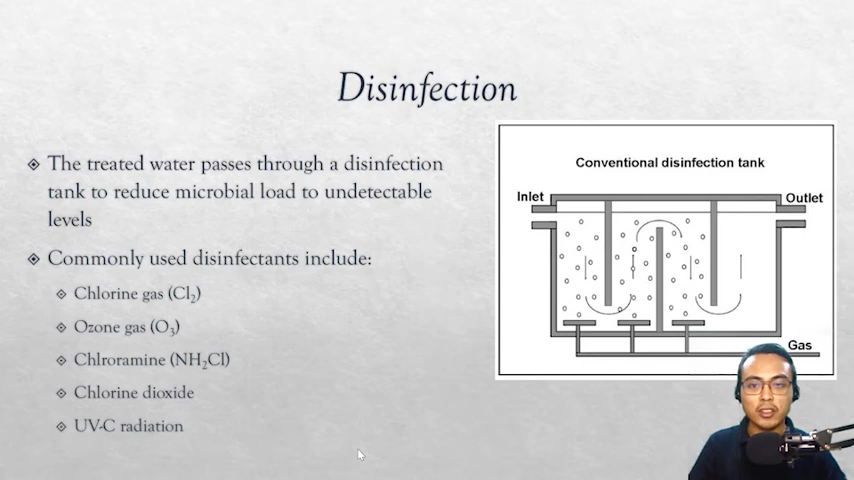 Disinfection
The treated water passes through a disinfection
tank to reduce microbial load to undetectable
levels
Commonly used disinfectants include:
Chlorine gas (Cl₂)
Ozone gas (O₃)
Chlroramine (NH₂Cl)
Chlorine dioxide
UV-C radiation
Conventional disinfection tank
Inlet
Outlet
Gas